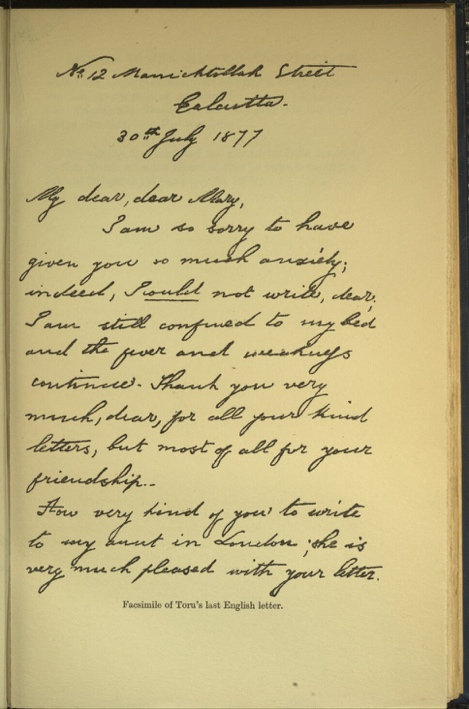 No. 12 Manicktollah Street
Calcutta.
30th July 1877
My dear, dear Mary,
I am so sorry to have
given you so much anxiety;
indeed, I could not write, dear;
I am still confined to my bed
and the fever and weakness
continue. Thank you very
much, dear, for all your kind
letters, but most of all for your
friendship.-
How very kind of you to write
to my aunt in London; she is
very much pleased with your letter.
Facsimile of Toru's last English letter.